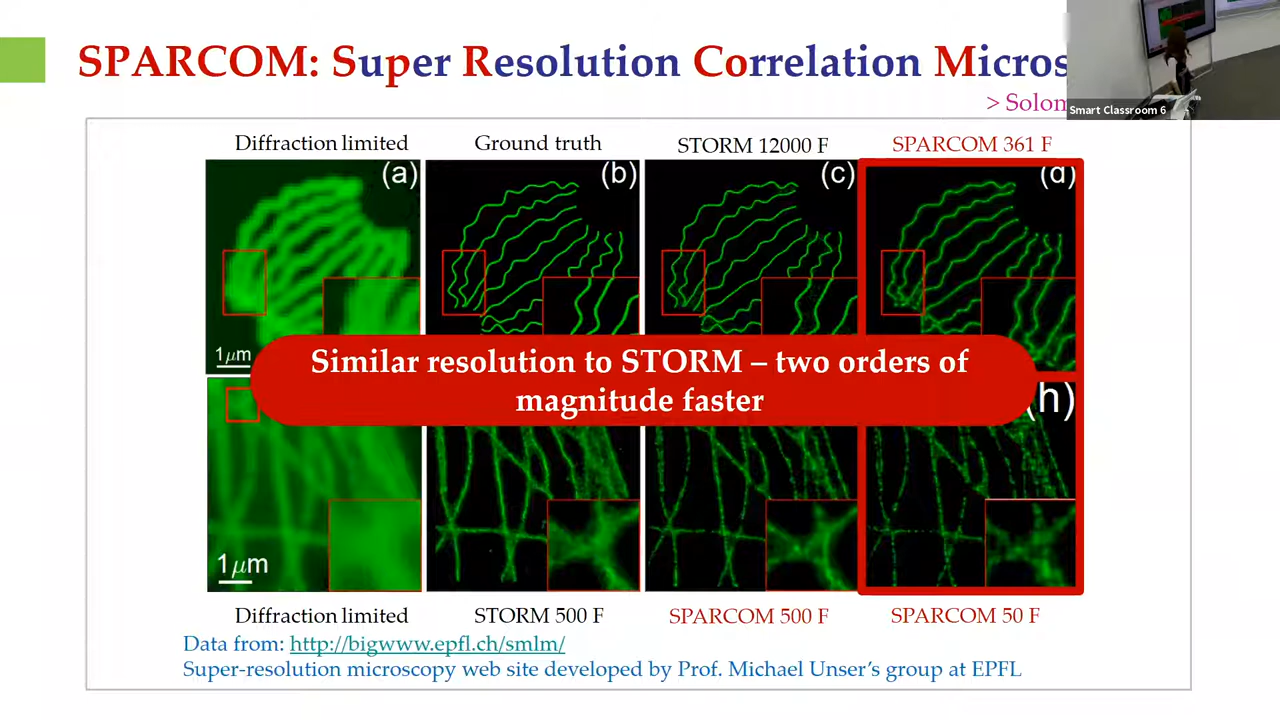 SPARCOM: Super Resolution Correlation Micros
> Solom
Smart Classroom 6
Diffraction limited
Ground truth
STORM 12000 F
SPARCOM 361 F
(a)
(b)
(c)
(d)
1μm
Similar resolution to STORM – two orders of
magnitude faster
(h)
1μm
Diffraction limited
STORM 500 F
SPARCOM 500 F
SPARCOM 50 F
Data from: http://bigwww.epfl.ch/smlm/
Super-resolution microscopy web site developed by Prof. Michael Unser's group at EPFL